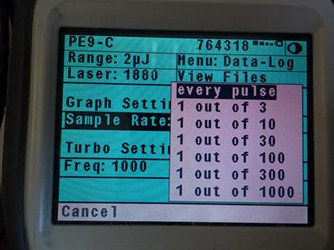 PE9-C 764318
Range: 2µJ Menu: Data-Log
Laser: 1880 View Files
every pulse
Graph Settin
1 out of 3
Sample Rate: 1 out of 10
1 out of 30
Turbo Settin
1 out of 100
Freq: 1000 1 out of 300
1 out of 1000
Cancel